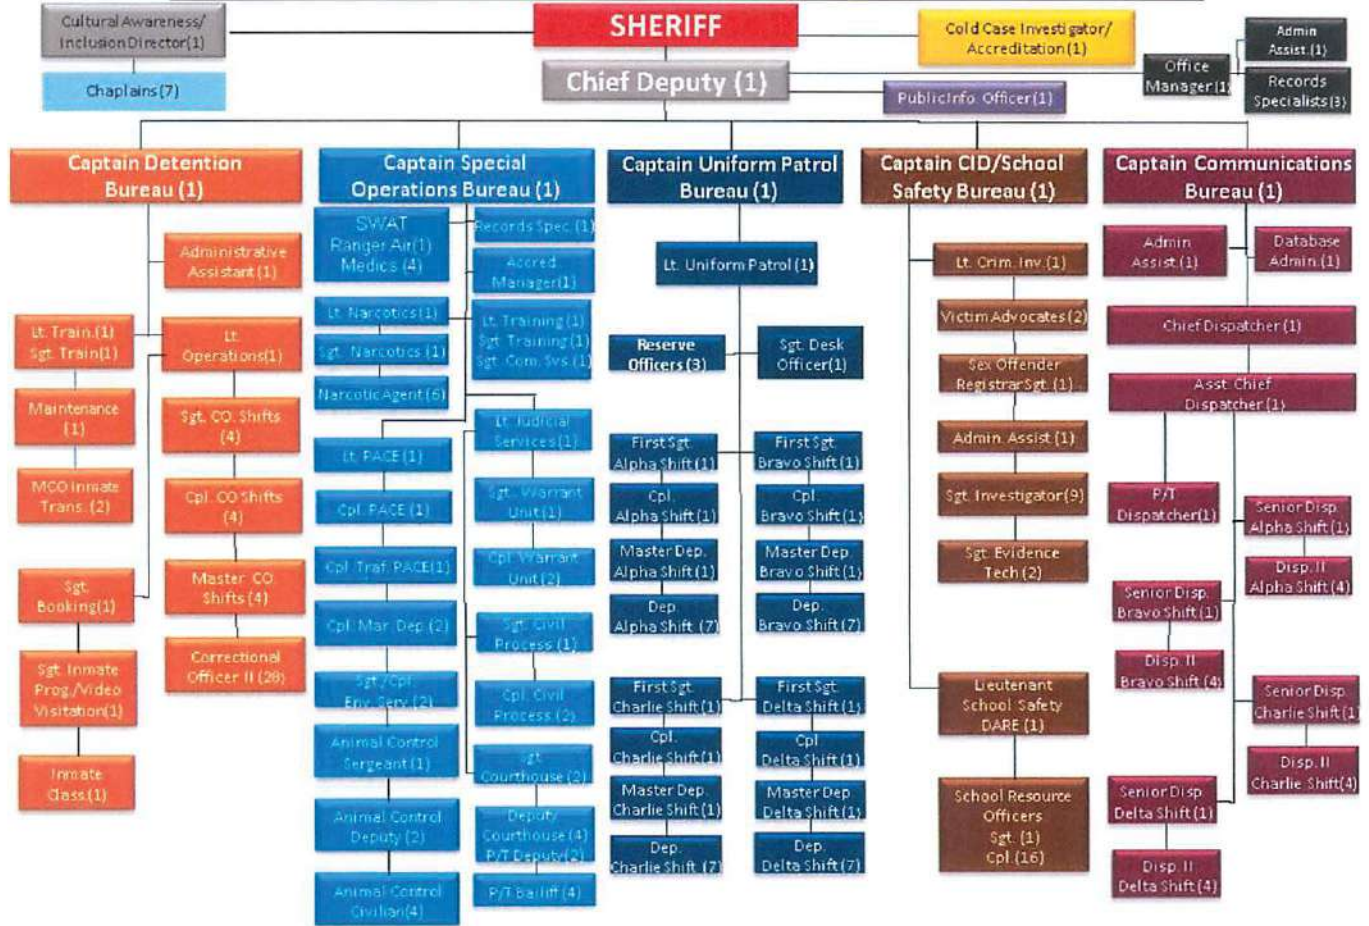 Cultural Awareness/
Inclusion Director(1)
Chaplains (7)
SHERIFF
Chief Deputy (1)
Cold Case Investigator/
Accreditation (1)
Public Info. Officer (1)
Office
Manager(1)
Admin
Assist.(1)
Records
Specialists (3)
Captain Detention
Bureau (1)
Administrative
Assistant (1)
Lt. Train.(1)
Sgt. Train(1)
Lt.
Operations(1)
Maintenance
(1)
Sgt. CO. Shifts
(4)
MCO Inmate
Trans. (2)
Cpl. CO Shifts
(4)
Sgt.
Booking(1)
Master CO.
Shifts (4)
Sgt. Inmate
Prog./Video
Visitation(1)
Correctional
Officer II (28)
Inmate
Class.(1)
Captain Special
Operations Bureau (1)
SWAT
Ranger Air(1)
Medics (4)
Records Spec.(1)
Accred.
Manager(1)
Lt. Narcotics (1)
Sgt. Narcotics (1)
Narcotic Agent (6)
Lt. Training (1)
Sgt. Training(1)
Sgt. Com. Svs.(1)
Lt. PACE (1)
Cpl. PACE (1)
Cpl. Traf. PACE(1)
Cpl. Mar. Dep. (2)
Sgt./Cpl.
Env. Serv. (2)
Animal Control
Sergeant (1)
Animal Control
Deputy (2)
Animal Control
Civilian(4)
Lt. Judicial
Services(1)
Sgt. Warrant
Unit(1)
Cpl. Warrant
Unit (2)
Sgt. Civil
Process (1)
Cpl. Civil
Process (2)
Sgt.
Courthouse (2)
Deputy
Courthouse (4)
P/T Deputy(2)
P/T Bailiff (4)
Captain Uniform Patrol
Bureau (1)
Lt. Uniform Patrol (1)
Reserve
Officers (3)
Sgt. Desk
Officer(1)
First Sgt.
Alpha Shift (1)
Cpl.
Alpha Shift (1)
Master Dep.
Alpha Shift (1)
Dep.
Alpha Shift (7)
First Sgt.
Bravo Shift (1)
Cpl.
Bravo Shift (1)
Master Dep.
Bravo Shift (1)
Dep.
Bravo Shift (7)
First Sgt.
Charlie Shift (1)
Cpl.
Charlie Shift (1)
Master Dep.
Charlie Shift (1)
Dep.
Charlie Shift (7)
First Sgt.
Delta Shift (1)
Cpl
Delta Shift (1)
Master Dep
Delta Shift (1)
Dep.
Delta Shift (7)
Captain CID/School
Safety Bureau (1)
Lt. Crim. Inv. (1)
Victim Advocates (2)
Sex Offender
Registrar Sgt. (1)
Admin. Assist (1)
Sgt. Investigator(9)
Sgt. Evidence
Tech (2)
Lieutenant
School Safety
DARE (1)
School Resource
Officers
Sgt. (1)
Cpl. (16)
Captain Communications
Bureau (1)
Admin
Assist.(1)
Database
Admin.(1)
Chief Dispatcher (1)
Asst. Chief
Dispatcher(1)
P/T
Dispatcher(1)
Senior Disp.
Alpha Shift (1)
Disp. II
Alpha Shift (4)
Senior Disp.
Bravo Shift (1)
Disp. II
Bravo Shift (4)
Senior Disp.
Charlie Shift (1)
Disp. II
Charlie Shift(4)
Senior Disp
Delta Shift (1)
Disp. II
Delta Shift (4)